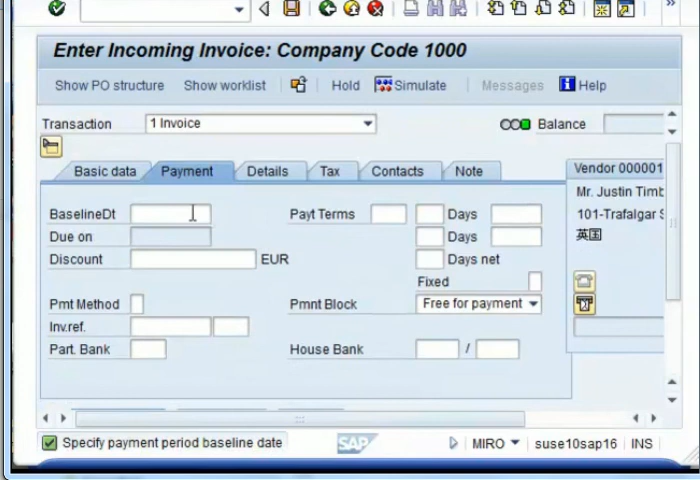 Enter Incoming Invoice: Company Code 1000
Show PO structure Show worklist Hold Simulate Messages Help
Transaction 1 Invoice Balance
Basic data Payment Details Tax Contacts Note
Vendor 000001
Mr. Justin Timb
BaselineDt Payt Terms Days
101-Trafalgar S
Due on Days
英国
Discount EUR Days net
Fixed
Pmt Method Pmnt Block Free for payment
Inv.ref.
Part. Bank House Bank /
Specify payment period baseline date SAP MIRO suse10sap16 INS